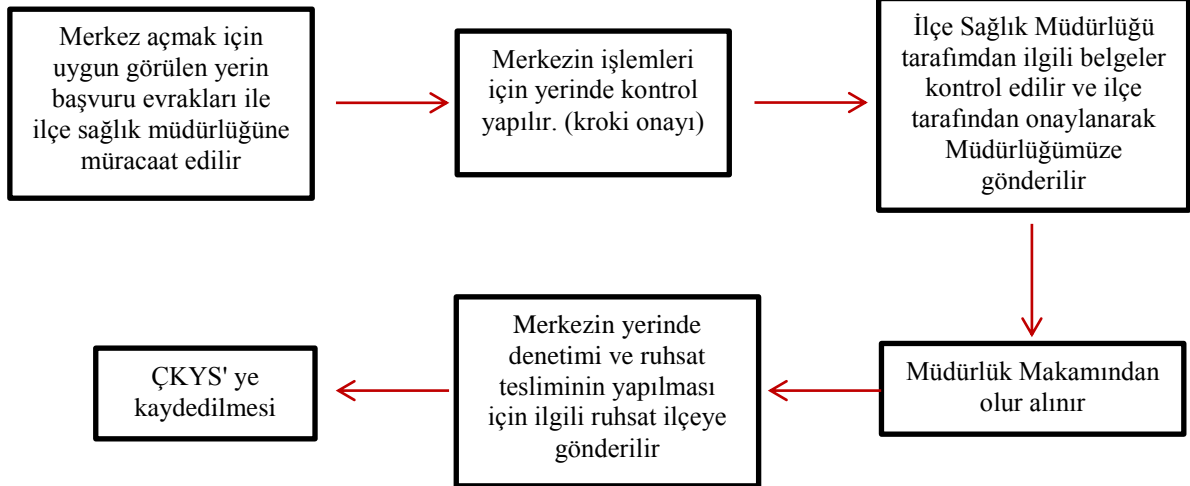 Merkez açmak için
uygun görülen yerin
başvuru evrakları ile
ilçe sağlık müdürlüğüne
müracaat edilir
Merkezin işlemleri
için yerinde kontrol
yapılır. (kroki onayı)
İlçe Sağlık Müdürlüğü
tarafımdan ilgili belgeler
kontrol edilir ve ilçe
tarafından onaylanarak
Müdürlüğümüze
gönderilir
Müdürlük Makamından
olur alınır
Merkezin yerinde
denetimi ve ruhsat
tesliminin yapılması
için ilgili ruhsat ilçeye
gönderilir
ÇKYS' ye
kaydedilmesi